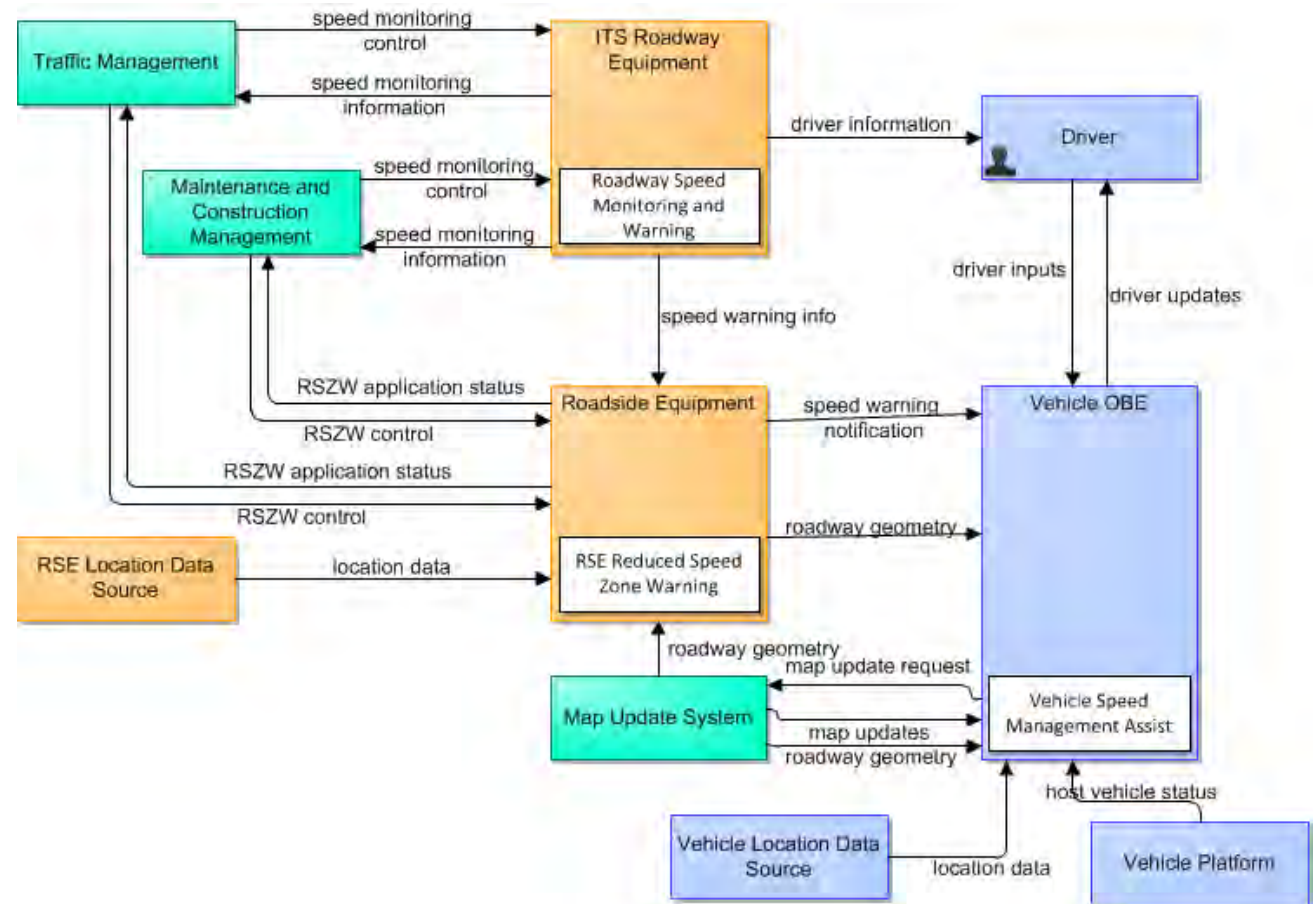 speed monitoring
control
Traffic Management
speed monitoring
information
ITS Roadway
Equipment
driver information
Driver
Maintenance and
Construction
Management
speed monitoring
control
speed monitoring
information
Roadway Speed
Monitoring and
Warning
driver inputs
driver updates
speed warning info
RSZW application status
RSZW control
RSZW application status
RSZW control
Roadside Equipment
speed warning
notification
Vehicle OBE
roadway geometry
RSE Location Data
Source
location data
RSE Reduced Speed
Zone Warning
roadway geometry
map update request
Map Update System
map updates
roadway geometry
Vehicle Speed
Management Assist
host vehicle status
Vehicle Location Data
Source
location data
Vehicle Platform